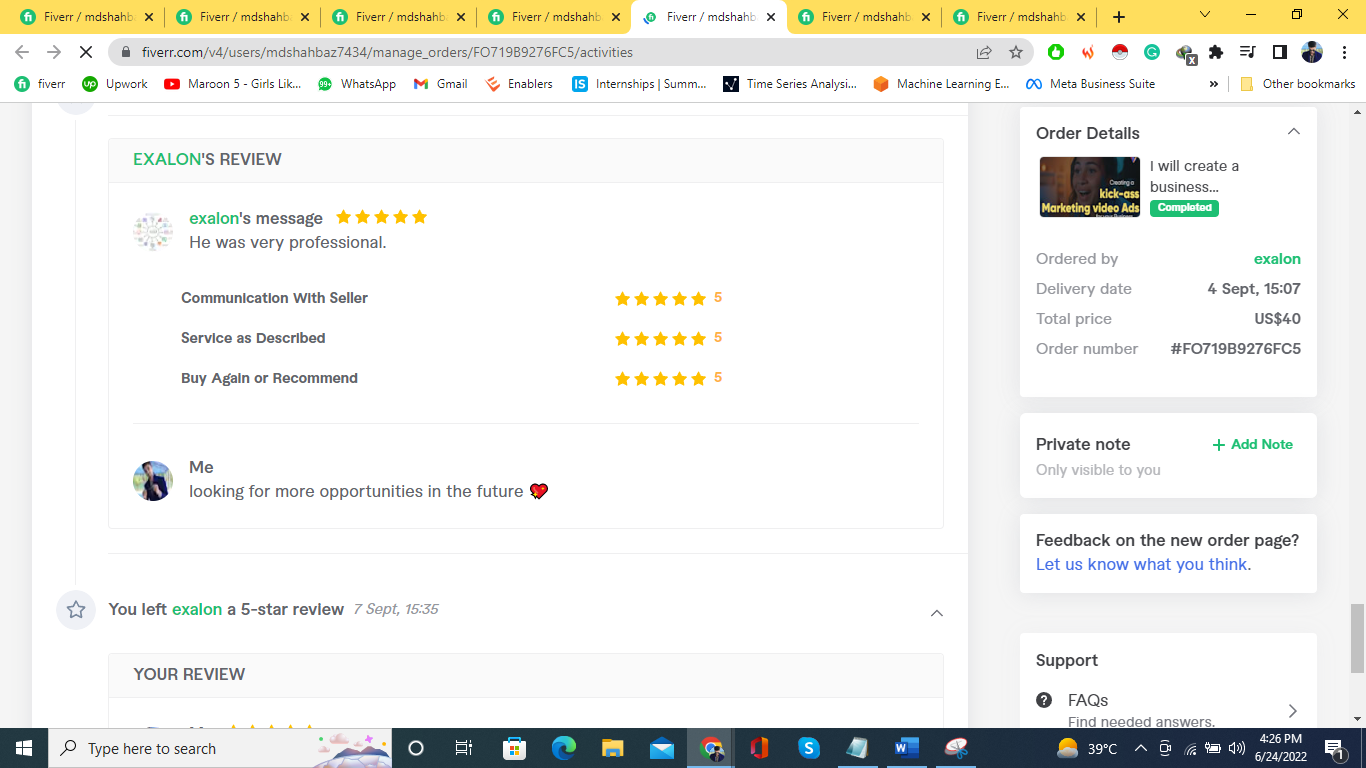 Fiverr / mdshahb
Fiverr / mdshahb
Fiverr / mdshahb
Fiverr / mdshahb
Fiverr / mdshahb
Fiverr / mdshahb
Fiverr / mdshahb
fiverr.com/v4/users/mdshahbaz7434/manage_orders/FO719B9276FC5/activities
fiverr
Upwork
Maroon 5 - Girls Lik...
99+
WhatsApp
Gmail
Enablers
IS
Internships | Summ...
Time Series Analysi...
Machine Learning E...
Meta Business Suite
»
Other bookmarks
EXALON'S REVIEW
exalon's message
He was very professional.
Communication With Seller 5
Service as Described 5
Buy Again or Recommend 5
Me
looking for more opportunities in the future 💖
You left exalon a 5-star review 7 Sept, 15:35
YOUR REVIEW
Order Details
Creating a
kick-ass
Marketing video Ads
for your Business
I will create a
business...
Completed
Ordered by exalon
Delivery date 4 Sept, 15:07
Total price US$40
Order number #FO719B9276FC5
Private note + Add Note
Only visible to you
Feedback on the new order page?
Let us know what you think.
Support
FAQs
Find needed answers.
Type here to search
39°C
4:26 PM
6/24/2022
1